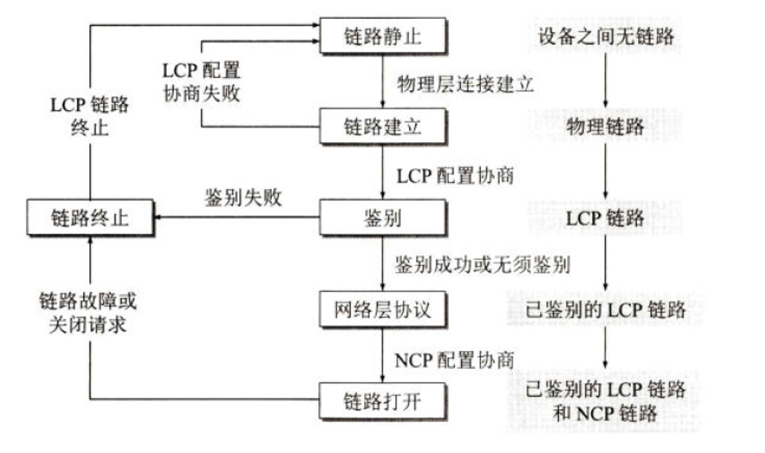 链路静止
设备之间无链路
LCP 配置
协商失败
物理层连接建立
LCP 链路
终止
链路建立
物理链路
LCP 配置协商
鉴别失败
链路终止
鉴别
LCP 链路
鉴别成功或无须鉴别
链路故障或
关闭请求
网络层协议
已鉴别的 LCP 链路
NCP 配置协商
链路打开
已鉴别的 LCP 链路
和 NCP 链路